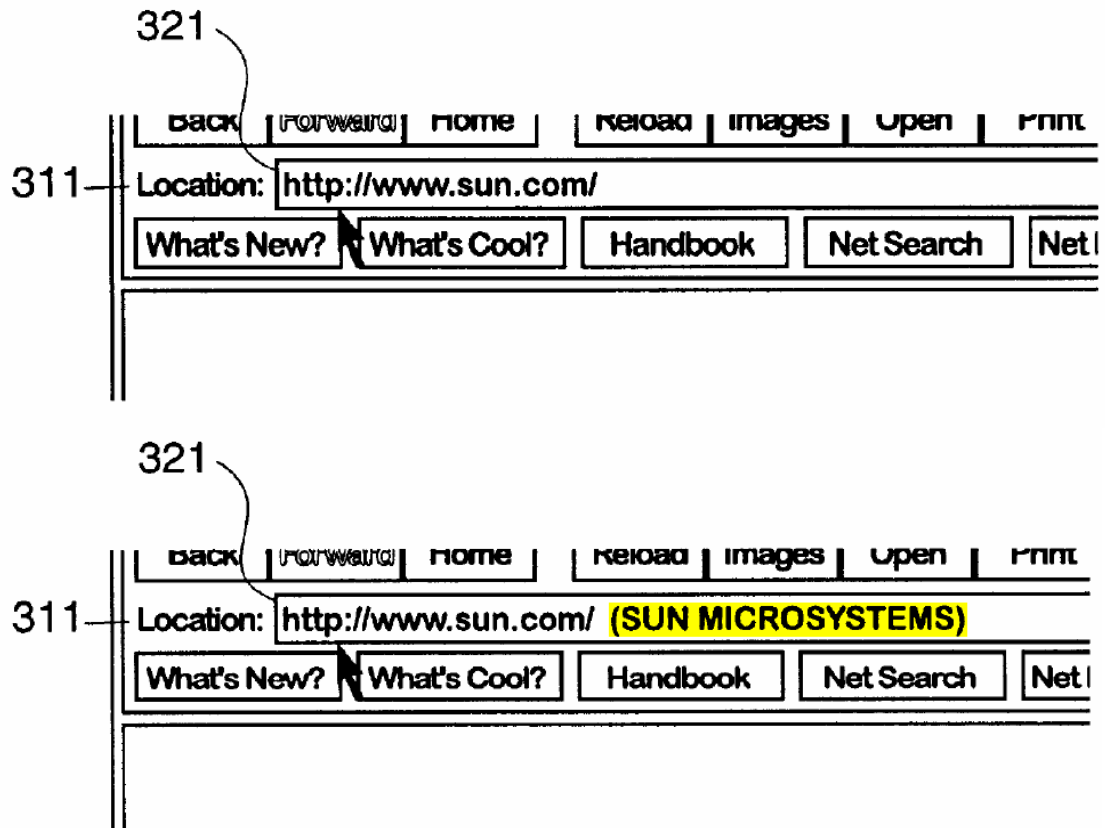 321
Back Forward Home Reload Images Open Print
311 Location: http://www.sun.com/
What's New? What's Cool? Handbook Net Search Net
321
Back Forward Home Reload Images Open Print
311 Location: http://www.sun.com/ (SUN MICROSYSTEMS)
What's New? What's Cool? Handbook Net Search Net